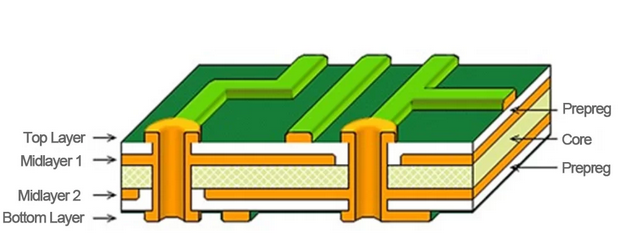 Top Layer
Midlayer 1
Midlayer 2
Bottom Layer
Prepreg
Core
Prepreg